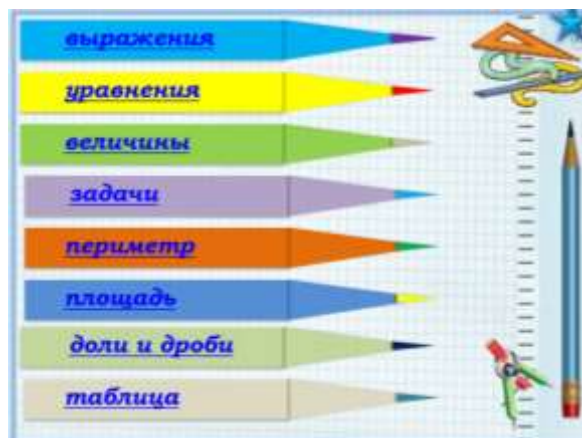 выражения
уравнения
величины
задачи
периметр
площадь
доли и дроби
таблица